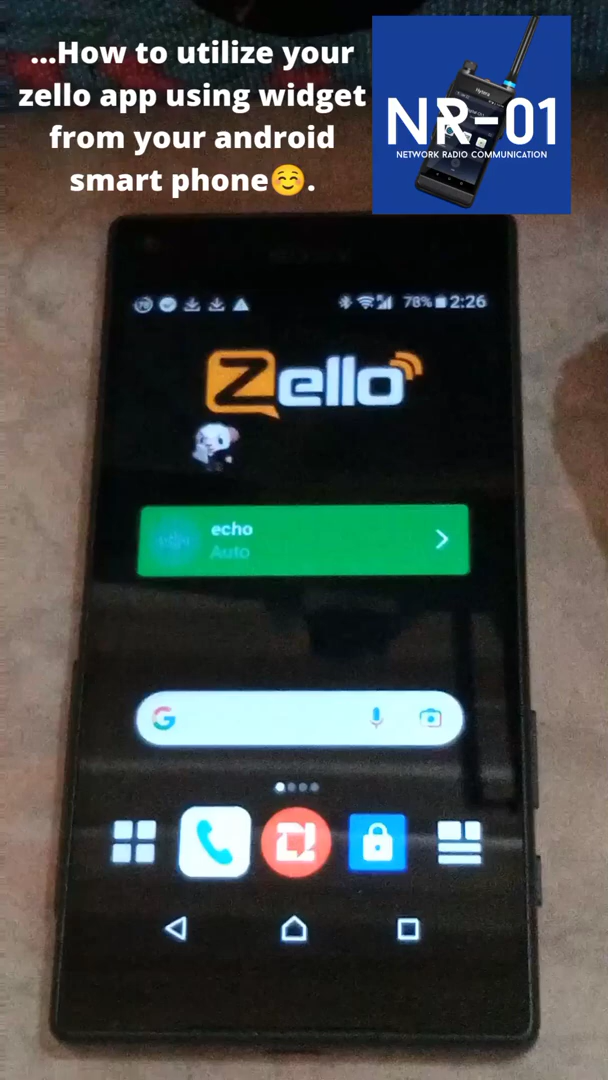 ...How to utilize your
zello app using widget
from your android
smart phone☺️.
Hytera
NR-01
NETWORK RADIO COMMUNICATION
78% 2:26
Zello
echo
Auto